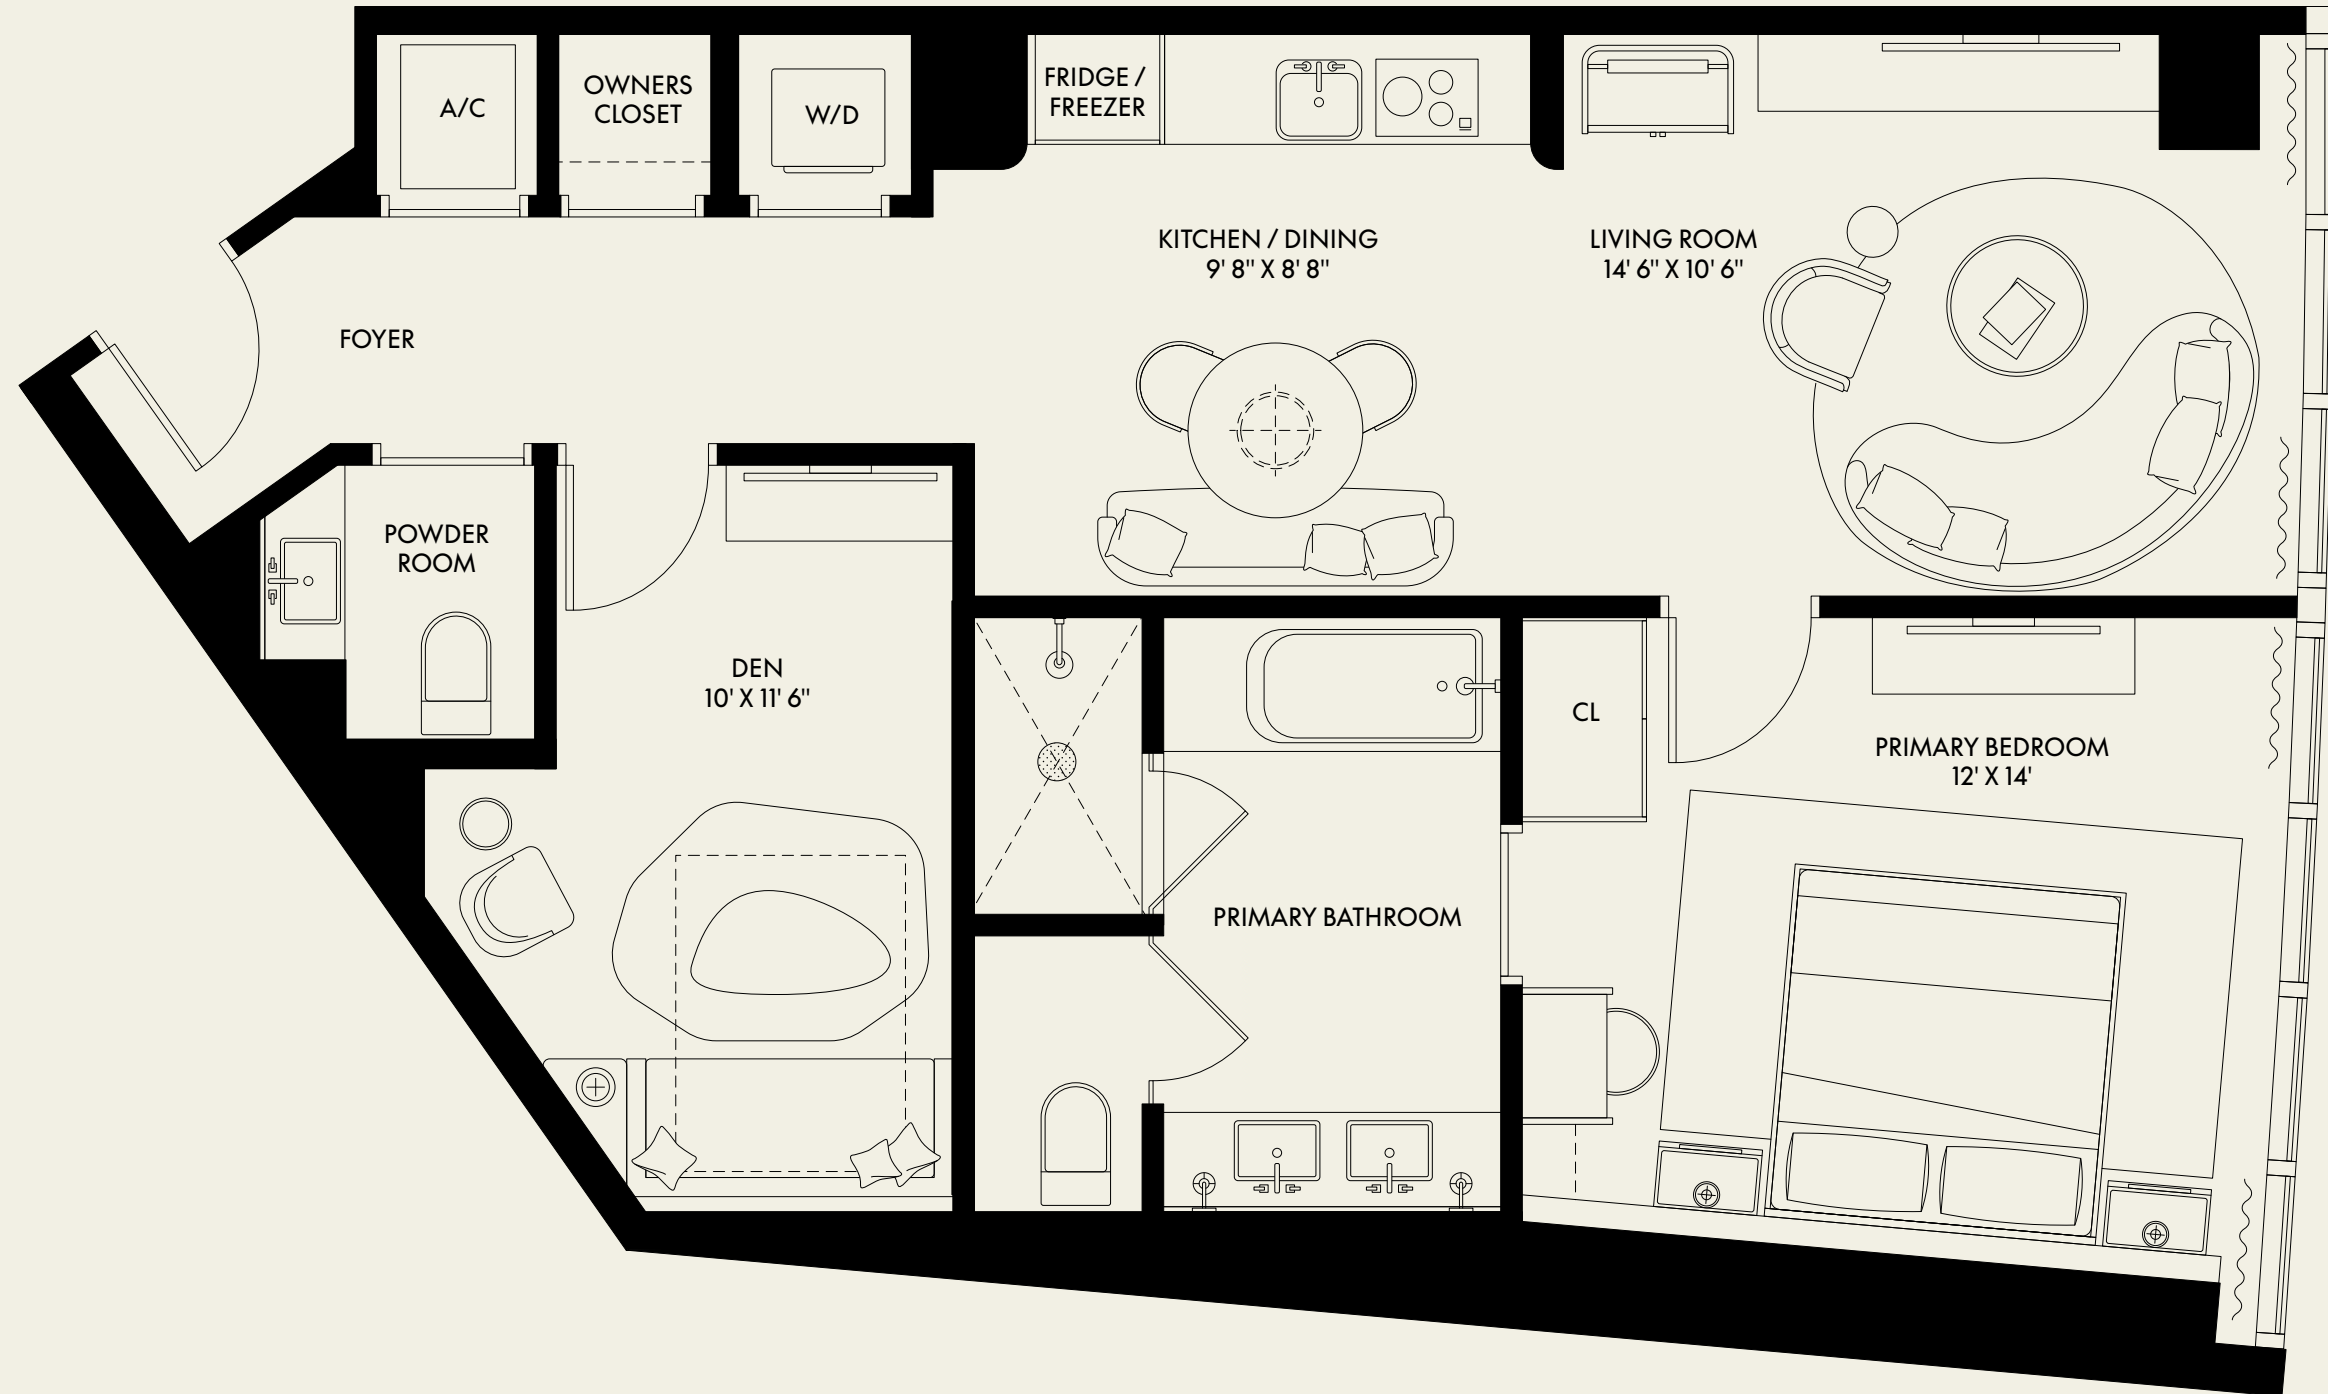 A/C
OWNERS
CLOSET
W/D
FRIDGE /
FREEZER
KITCHEN / DINING
9' 8" X 8' 8"
LIVING ROOM
14' 6" X 10' 6"
FOYER
POWDER
ROOM
DEN
10' X 11' 6"
CL
PRIMARY BEDROOM
12' X 14'
PRIMARY BATHROOM